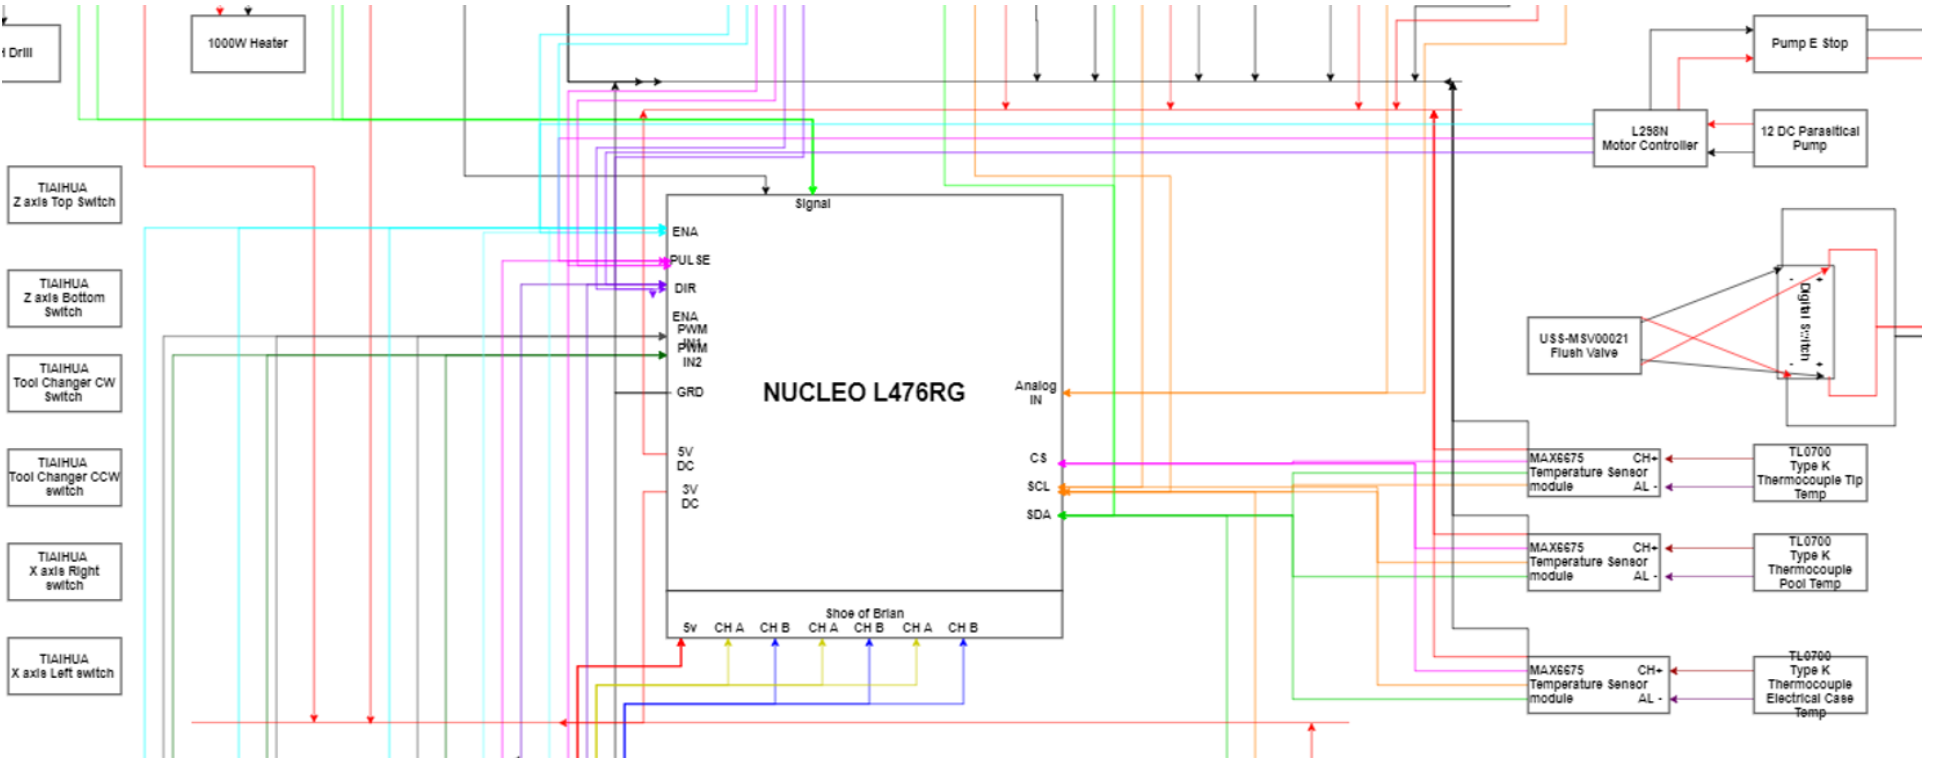 Drill
1000W Heater
Pump E Stop
L298N
Motor Controller
12 DC Parasitical
Pump
TIAIHUA
Z axis Top Switch
TIAIHUA
Z axis Bottom
Switch
TIAIHUA
Tool Changer CW
Switch
TIAIHUA
Tool Changer CCW
switch
TIAIHUA
X axis Right
switch
TIAIHUA
X axis Left switch
Signal
ENA
PULSE
DIR
ENA
PWM
IN1
PWM
IN2
GRD
5V
DC
3V
DC
NUCLEO L476RG
Analog
IN
CS
SCL
SDA
Shoe of Brian
5v CH A CH B CH A CH B CH A CH B
USS-MSV00021
Flush Valve
- +
Digital Switch
- +
MAX6675 CH+
Temperature Sensor
module AL -
TL0700
Type K
Thermocouple Tip
Temp
MAX6675 CH+
Temperature Sensor
module AL -
TL0700
Type K
Thermocouple
Pool Temp
MAX6675 CH+
Temperature Sensor
module AL -
TL0700
Type K
Thermocouple
Electrical Case
Temp